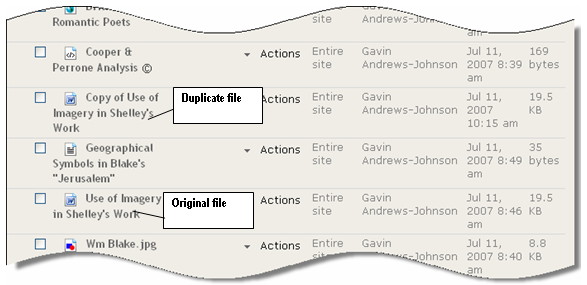 Romantic Poets
Cooper & Perrone Analysis © Actions Entire site Gavin Andrews-Johnson Jul 11, 2007 8:39 am 169 bytes
Copy of Use of Imagery in Shelley's Work Actions Entire site Gavin Andrews-Johnson Jul 11, 2007 10:15 am 19.5 KB
Duplicate file
Geographical Symbols in Blake's "Jerusalem" Actions Entire site Gavin Andrews-Johnson Jul 11, 2007 8:49 am 35 bytes
Use of Imagery in Shelley's Work Actions Entire site Gavin Andrews-Johnson Jul 11, 2007 8:46 am 19.5 KB
Original file
Wm Blake.jpg Actions Entire site Gavin Andrews-Johnson Jul 11, 2007 8:40 am 8.8 KB